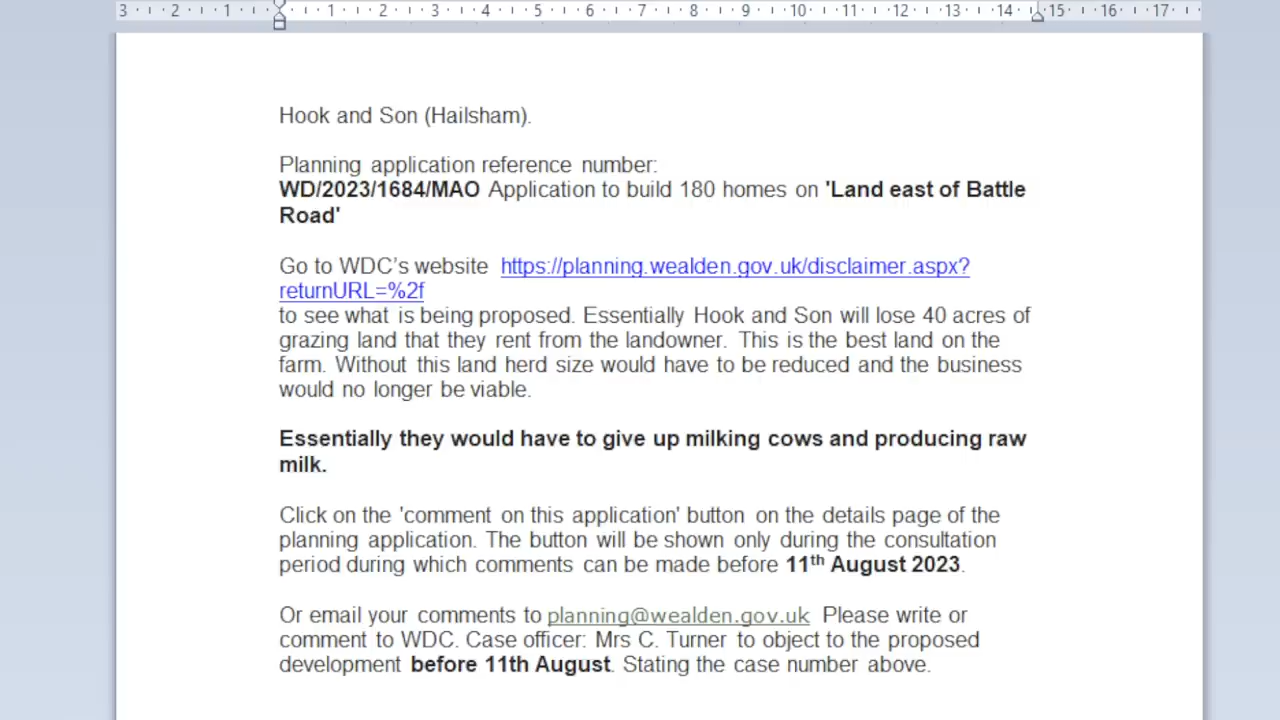 3 2 1 1 2 3 4 5 6 7 8 9 10 11 12 13 14 15 16 17
Hook and Son (Hailsham).
Planning application reference number:
WD/2023/1684/MAO Application to build 180 homes on 'Land east of Battle
Road'
Go to WDC’s website https://planning.wealden.gov.uk/disclaimer.aspx?
returnURL=%2f
to see what is being proposed. Essentially Hook and Son will lose 40 acres of
grazing land that they rent from the landowner. This is the best land on the
farm. Without this land herd size would have to be reduced and the business
would no longer be viable.
Essentially they would have to give up milking cows and producing raw
milk.
Click on the 'comment on this application' button on the details page of the
planning application. The button will be shown only during the consultation
period during which comments can be made before 11th August 2023.
Or email your comments to planning@wealden.gov.uk Please write or
comment to WDC. Case officer: Mrs C. Turner to object to the proposed
development before 11th August. Stating the case number above.